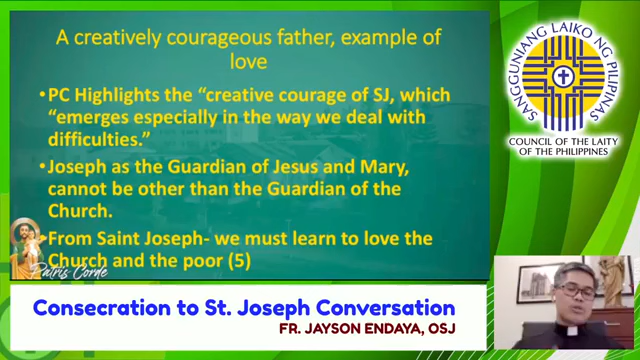 A creatively courageous father, example of
love
•PC Highlights the “creative courage of SJ, which
“emerges especially in the way we deal with
difficulties.”
•Joseph as the Guardian of Jesus and Mary,
cannot be other than the Guardian of the
Church.
•From Saint Joseph- we must learn to love the
Church and the poor (5)
Patris Corde
SANGGUNIANG LAIKO NG PILIPINAS
COUNCIL OF THE LAITY
OF THE PHILIPPINES
Consecration to St. Joseph Conversation
FR. JAYSON ENDAYA, OSJ